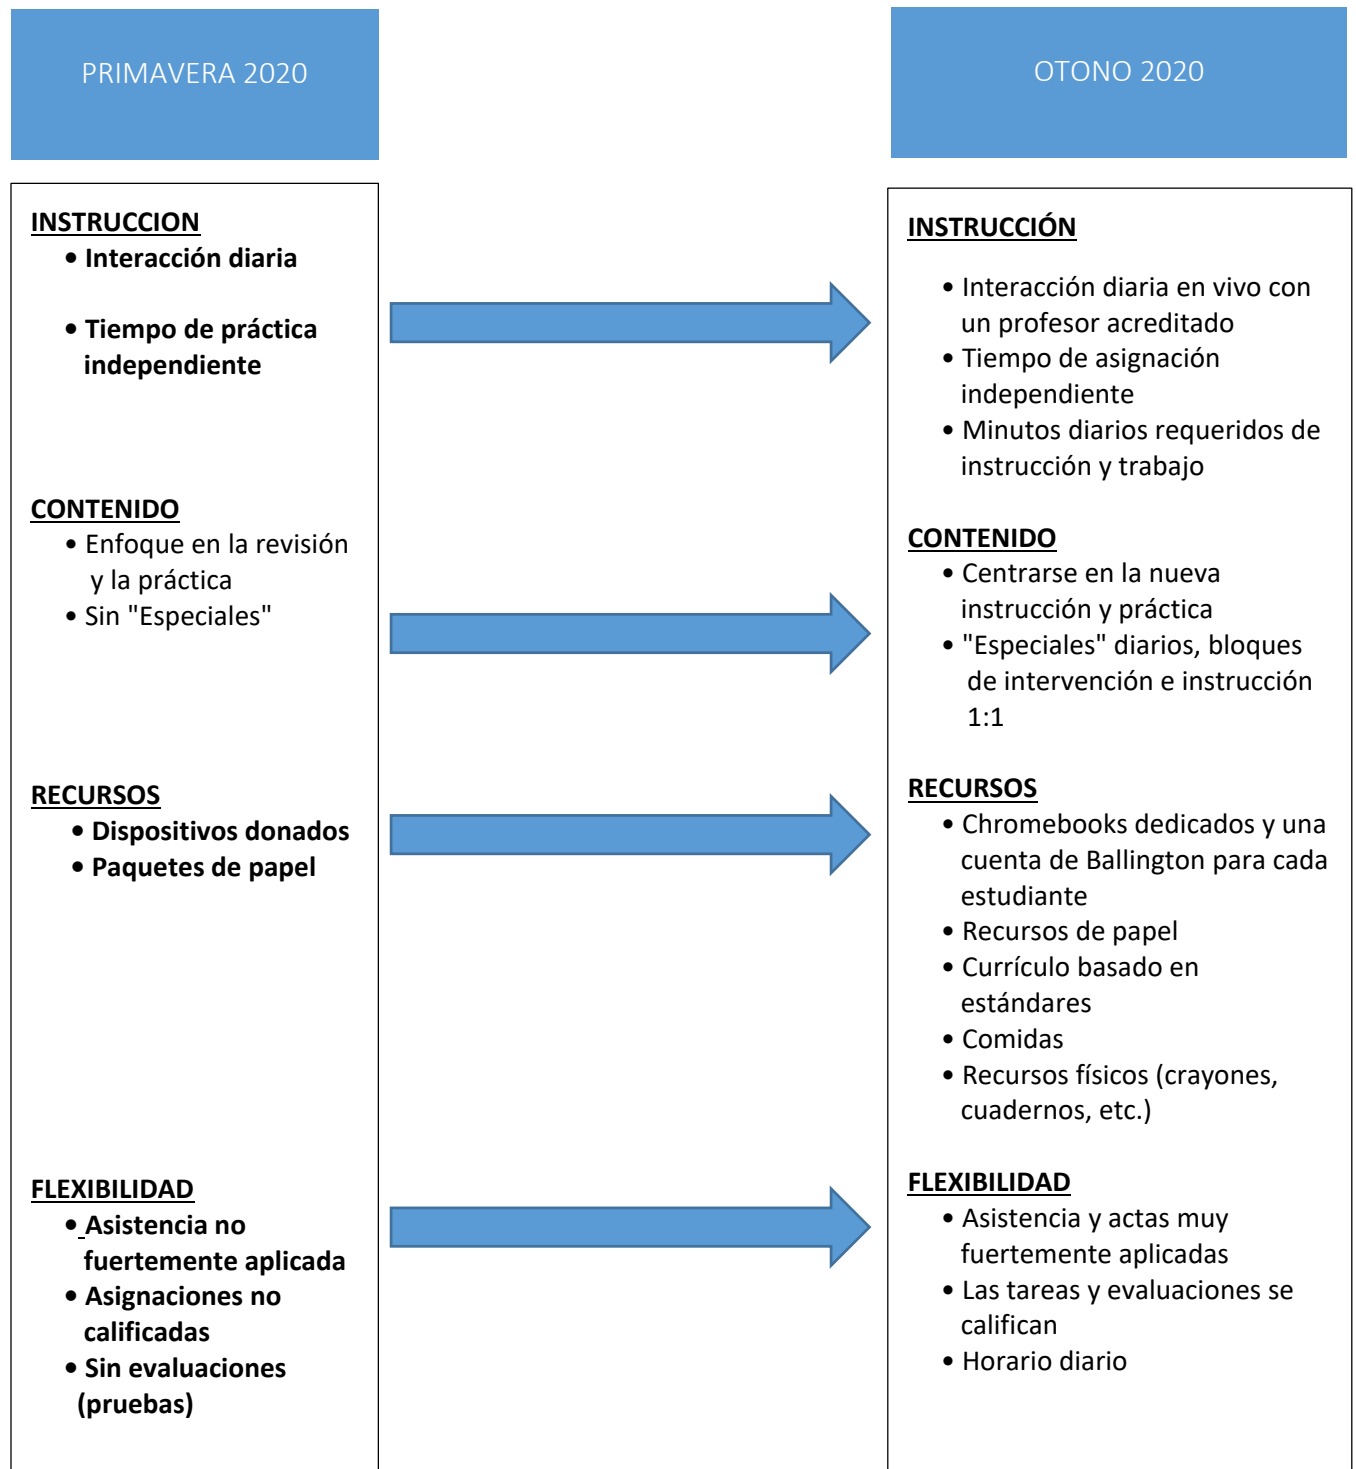 PRIMAVERA 2020
INSTRUCCION
• Interacción diaria
• Tiempo de práctica
independiente
CONTENIDO
• Enfoque en la revisión
y la práctica
• Sin "Especiales"
RECURSOS
• Dispositivos donados
• Paquetes de papel
FLEXIBILIDAD
• Asistencia no
fuertemente aplicada
• Asignaciones no
calificadas
• Sin evaluaciones
(pruebas)
OTONO 2020
INSTRUCCIÓN
• Interacción diaria en vivo con
un profesor acreditado
• Tiempo de asignación
independiente
• Minutos diarios requeridos de
instrucción y trabajo
CONTENIDO
• Centrarse en la nueva
instrucción y práctica
• "Especiales" diarios, bloques
de intervención e instrucción
1:1
RECURSOS
• Chromebooks dedicados y una
cuenta de Ballington para cada
estudiante
• Recursos de papel
• Currículo basado en
estándares
• Comidas
• Recursos físicos (crayones,
cuadernos, etc.)
FLEXIBILIDAD
• Asistencia y actas muy
fuertemente aplicadas
• Las tareas y evaluaciones se
califican
• Horario diario